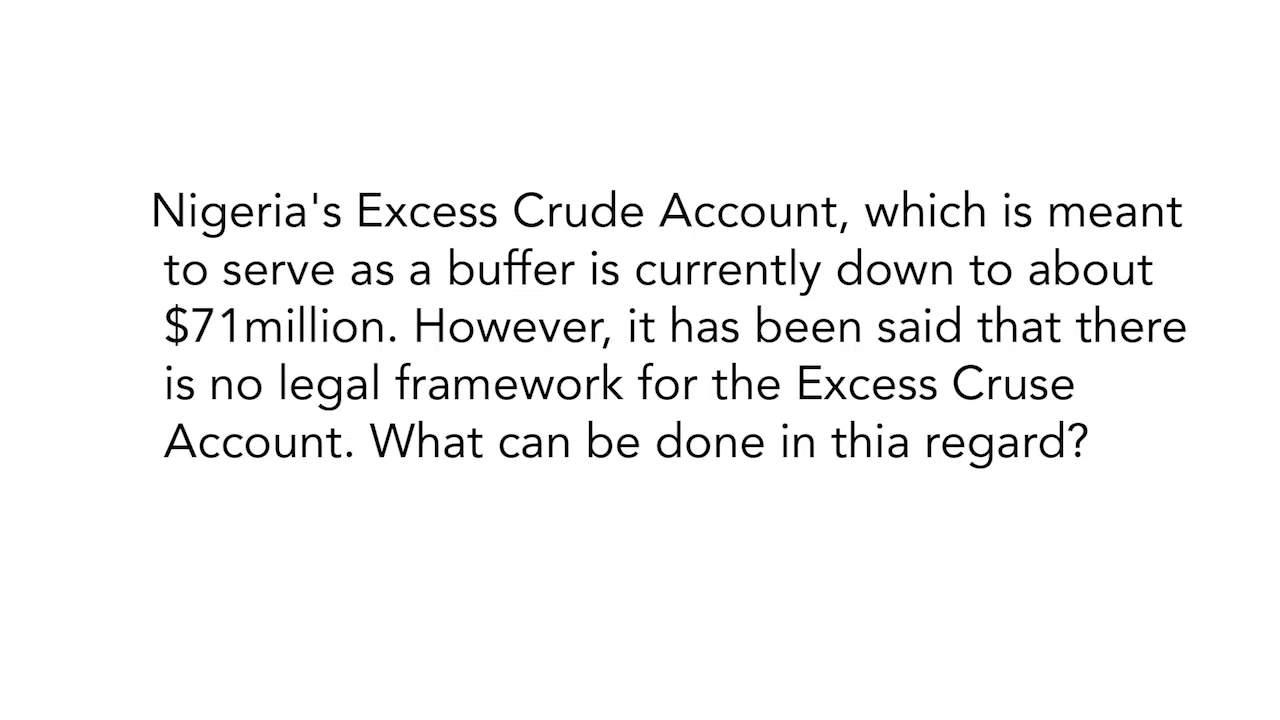 Nigeria's Excess Crude Account, which is meant
to serve as a buffer is currently down to about
$71million. However, it has been said that there
is no legal framework for the Excess Cruse
Account. What can be done in thia regard?